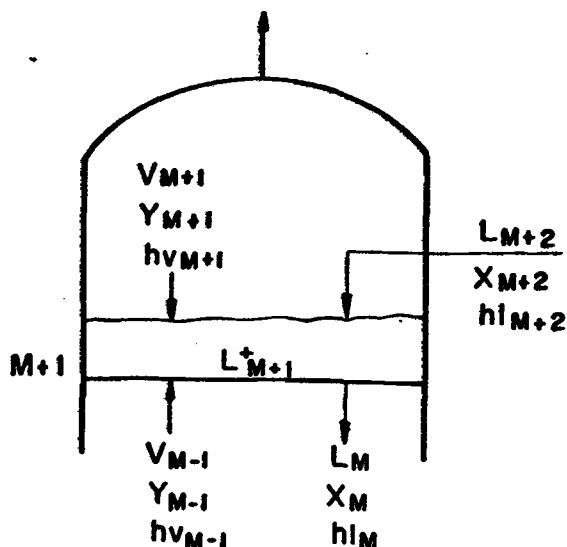 VM+1
YM+1
hvM+1
LM+2
XM+2
hlM+2
M+1
L+M+1
VM-1
YM-1
hvM-1
LM
XM
hlM